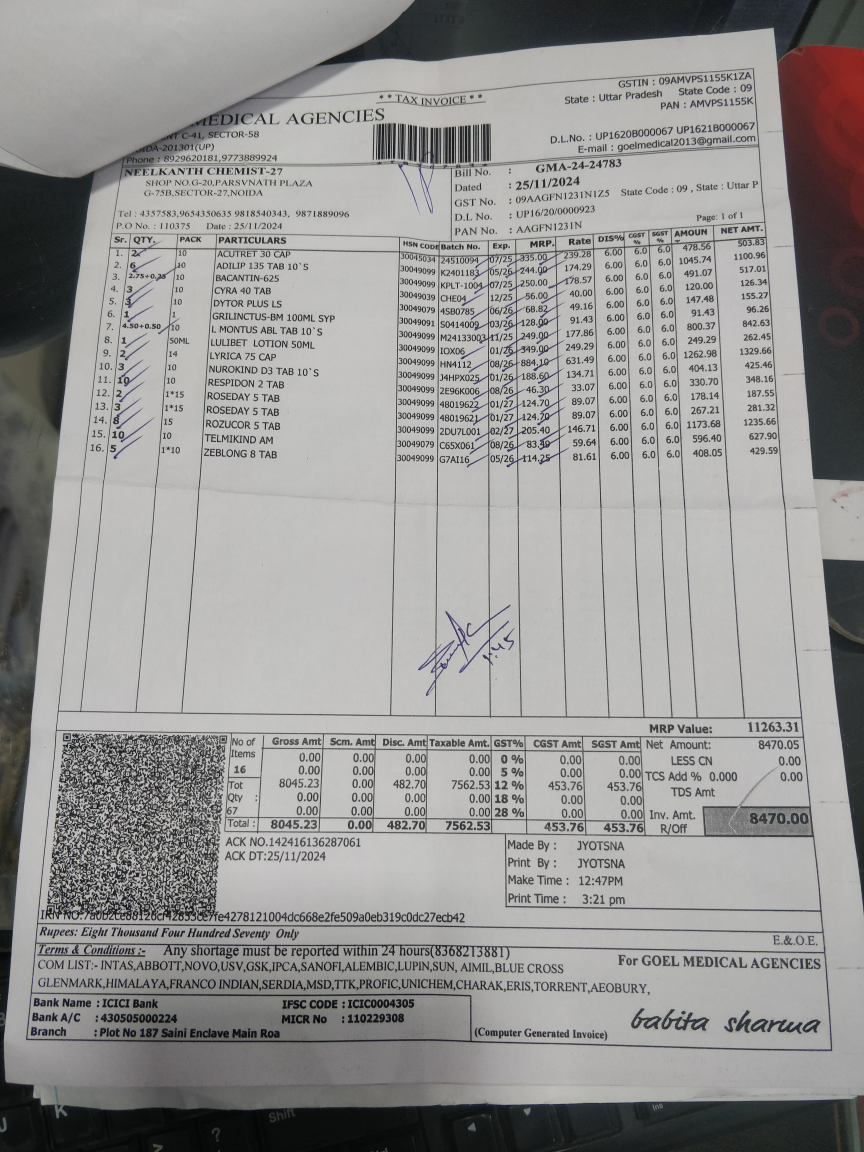 * * TAX INVOICE * *
GSTIN : 09AMVPS1155K1ZA
State : Uttar Pradesh State Code : 09
PAN : AMVPS1155K
MEDICAL AGENCIES
C-41, SECTOR-58
-201301(UP)
Phone : 8929620181,9773889924
D.L.No. : UP1620B000067 UP1621B000067
E-mail : goelmedical2013@gmail.com
NEELKANTH CHEMIST-27
SHOP NO.G-20,PARSVNATH PLAZA
G-75B,SECTOR-27,NOIDA
Tel : 4357583,9654350635 9818540343, 9871889096
P.O No. : 110375 Date : 25/11/2024
Bill No. : GMA-24-24783
Dated : 25/11/2024
GST No. : 09AAGFN1231N1Z5 State Code : 09 , State : Uttar P
D.L No. : UP16/20/0000923
PAN No. : AAGFN1231N
Page: 1 of 1
Sr. QTY. PACK PARTICULARS HSN Code Batch No. Exp. MRP. Rate DIS% CGST % SGST % AMOUN NET AMT.
1. 2 10 ACUTRET 30 CAP 30045034 24510094 07/25 335.00 239.28 6.00 6.0 6.0 478.56 503.83
2. 6 10 ADILIP 135 TAB 10`S 30049099 K2401183 05/26 244.00 174.29 6.00 6.0 6.0 1045.74 1100.96
3. 2.75+0.25 10 BACANTIN-625 30049099 KPLT-1004 07/25 250.00 178.57 6.00 6.0 6.0 491.07 517.01
4. 3 10 CYRA 40 TAB 30049039 CHE04 12/25 56.00 40.00 6.00 6.0 6.0 120.00 126.34
5. 3 10 DYTOR PLUS LS 30049079 4SB0785 06/26 68.82 49.16 6.00 6.0 6.0 147.48 155.27
6. 1 1 GRILINCTUS-BM 100ML SYP 30049091 S0414009 03/26 128.00 91.43 6.00 6.0 6.0 91.43 96.26
7. 4.50+0.50 10 L MONTUS ABL TAB 10`S 30049099 M24133003 11/25 249.00 177.86 6.00 6.0 6.0 800.37 842.63
8. 1 50ML LULIBET LOTION 50ML 30049099 IOX06 01/26 349.00 249.29 6.00 6.0 6.0 249.29 262.45
9. 2 14 LYRICA 75 CAP 30049099 HN4112 08/26 884.10 631.49 6.00 6.0 6.0 1262.98 1329.66
10. 3 10 NUROKIND D3 TAB 10`S 30049099 J4HPX025 01/26 188.60 134.71 6.00 6.0 6.0 404.13 425.46
11. 10 10 RESPIDON 2 TAB 30049099 2E96K006 08/26 46.30 33.07 6.00 6.0 6.0 330.70 348.16
12. 2 1*15 ROSEDAY 5 TAB 30049099 48019622 01/27 124.70 89.07 6.00 6.0 6.0 178.14 187.55
13. 3 1*15 ROSEDAY 5 TAB 30049099 48019621 01/27 124.70 89.07 6.00 6.0 6.0 267.21 281.32
14. 8 15 ROZUCOR 5 TAB 30049099 2DU7L001 02/27 205.40 146.71 6.00 6.0 6.0 1173.68 1235.66
15. 10 10 TELMIKIND AM 30049079 C65X061 08/26 59.64 6.00 6.0 6.0 596.40 627.90
16. 5 1*10 ZEBLONG 8 TAB 30049099 G7AI16 05/26 114.25 81.61 6.00 6.0 6.0 408.05 429.59
1:45
MRP Value: 11263.31
No of Items 16 Tot Qty : 67
Gross Amt Scm. Amt Disc. Amt Taxable Amt. GST% CGST Amt SGST Amt
0.00 0.00 0.00 0.00 0 % 0.00 0.00
0.00 0.00 0.00 0.00 5 % 0.00 0.00
8045.23 0.00 482.70 7562.53 12 % 453.76 453.76
0.00 0.00 0.00 0.00 18 % 0.00 0.00
0.00 0.00 0.00 0.00 28 % 0.00 0.00
Total : 8045.23 0.00 482.70 7562.53 453.76 453.76
Net Amount: 8470.05
LESS CN 0.00
TCS Add % 0.000 0.00
TDS Amt
Inv. Amt. 8470.00
R/Off
ACK NO.142416136287061
ACK DT:25/11/2024
Made By : JYOTSNA
Print By : JYOTSNA
Make Time : 12:47PM
Print Time : 3:21 pm
Rupees: Eight Thousand Four Hundred Seventy Only
E.&.O.E.
Terms & Conditions :- Any shortage must be reported within 24 hours(8368213881)
COM LIST:- INTAS,ABBOTT,NOVO,USV,GSK,IPCA,SANOFI,ALEMBIC,LUPIN,SUN, AIMIL,BLUE CROSS
GLENMARK,HIMALAYA,FRANCO INDIAN,SERDIA,MSD,TTK,PROFIC,UNICHEM,CHARAK,ERIS,TORRENT,AEOBURY,
For GOEL MEDICAL AGENCIES
Bank Name : ICICI Bank IFSC CODE : ICIC0004305
Bank A/C : 430505000224 MICR No : 110229308
Branch : Plot No 187 Saini Enclave Main Roa
(Computer Generated Invoice)
babita sharma
K
Shift
?
Ins